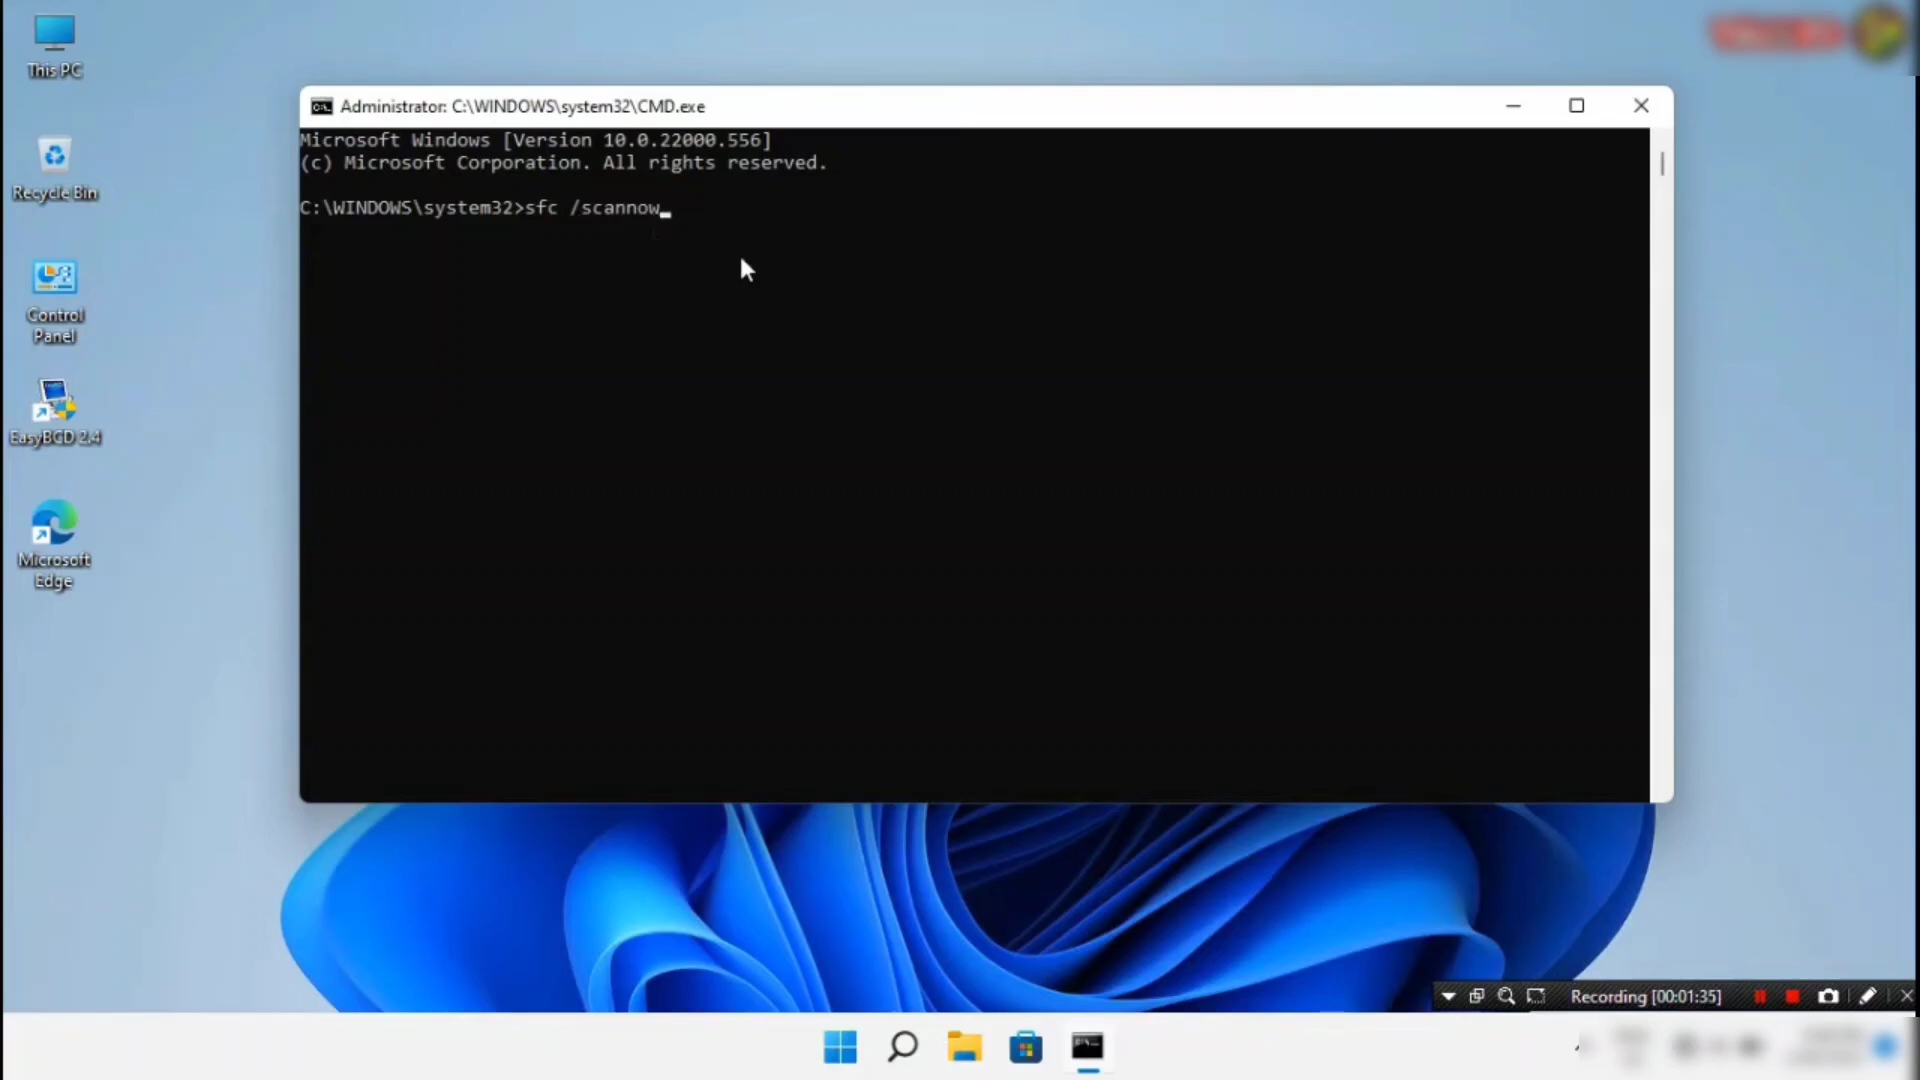 This PC
Recycle Bin
Control
Panel
EasyBCD 2.4
Microsoft
Edge
Administrator: C:\WINDOWS\system32\CMD.exe
Microsoft Windows [Version 10.0.22000.556]
(c) Microsoft Corporation. All rights reserved.
C:\WINDOWS\system32>sfc /scannow
Recording [00:01:35]